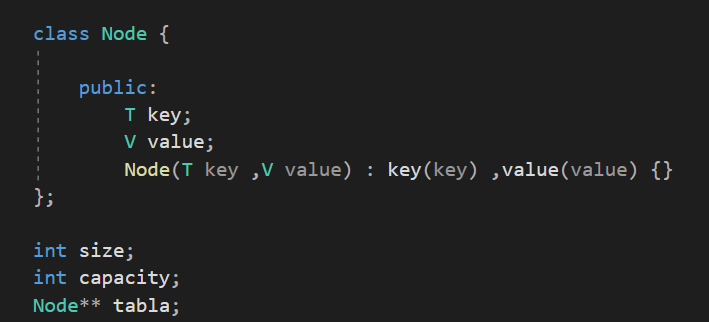 class Node {
public:
T key;
V value;
Node(T key ,V value) : key(key) ,value(value) {}
};
int size;
int capacity;
Node** tabla;